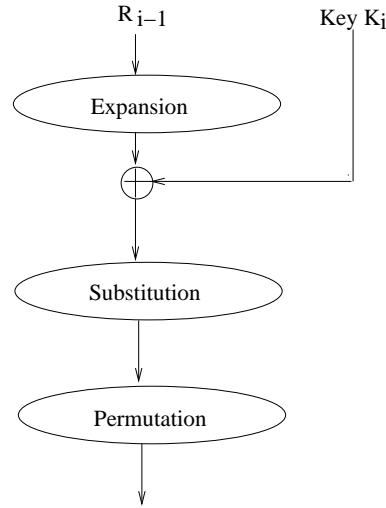 R i−1
Key Ki
Expansion
Substitution
Permutation